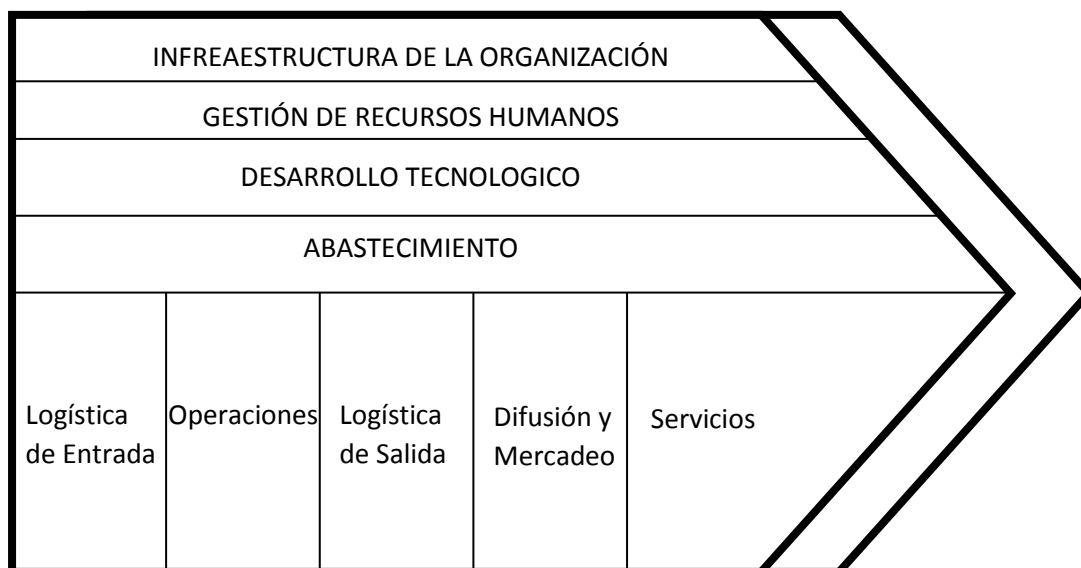 INFREAESTRUCTURA DE LA ORGANIZACIÓN
GESTIÓN DE RECURSOS HUMANOS
DESARROLLO TECNOLOGICO
ABASTECIMIENTO
Logística
de Entrada
Operaciones
Logística
de Salida
Difusión y
Mercadeo
Servicios